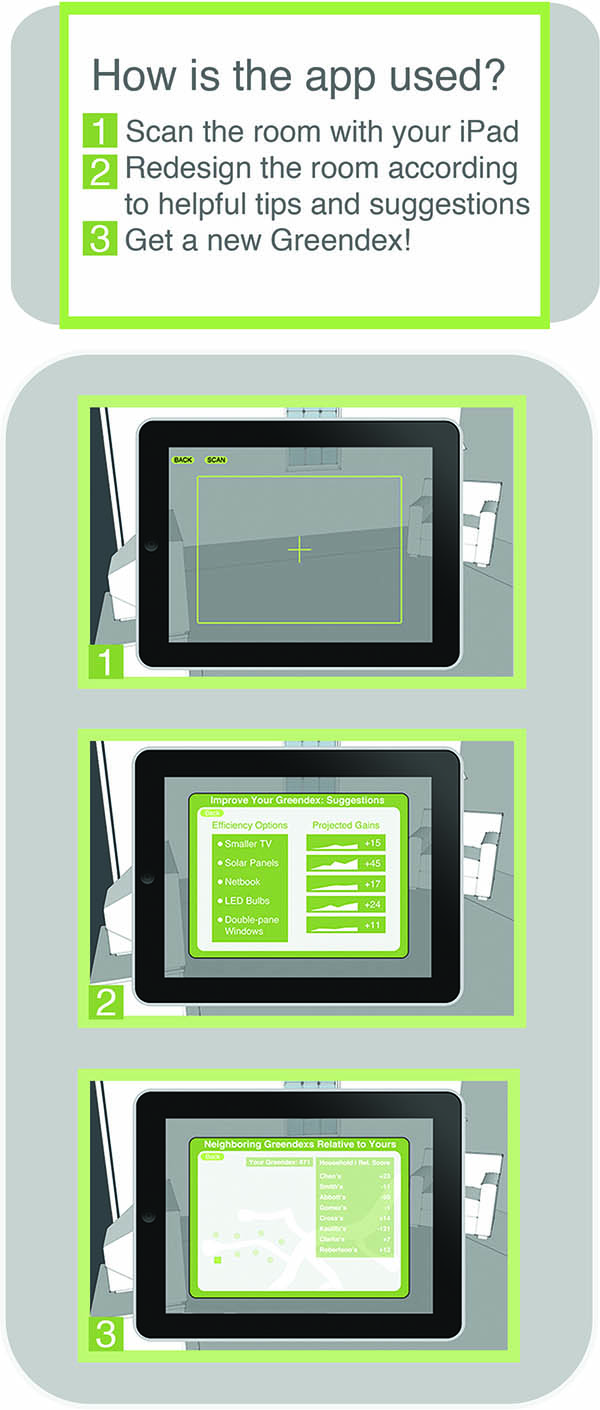 How is the app used?
1 Scan the room with your iPad
2 Redesign the room according
to helpful tips and suggestions
3 Get a new Greendex!
BACK SCAN
1
Improve Your Greendex: Suggestions
Back
Efficiency Options Projected Gains
• Smaller TV +15
• Solar Panels +45
• Netbook +17
• LED Bulbs +24
• Double-pane
Windows +11
2
Neighboring Greendexs Relative to Yours
Back
Your Greendex: 471 Household / Rel. Score
Chen's +23
Smith's -11
Abbott's
Gomez's -1
Cross's +14
-121
Clarke's +7
Robertson's +12
3